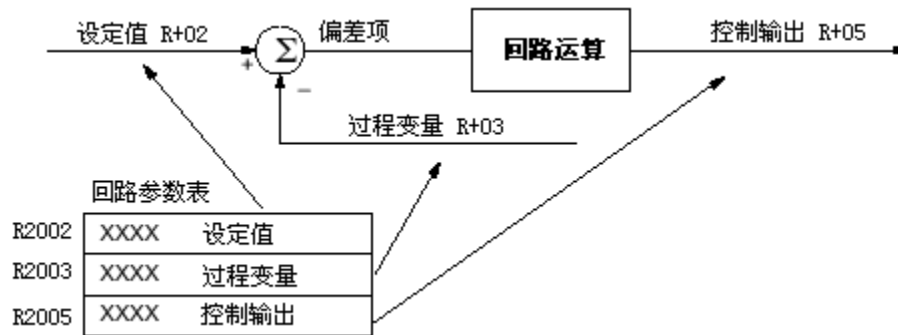 设定值 R+02
+
Σ
偏差项
回路运算
控制输出 R+05
−
过程变量 R+03
回路参数表
R2002 XXXX 设定值
R2003 XXXX 过程变量
R2005 XXXX 控制输出